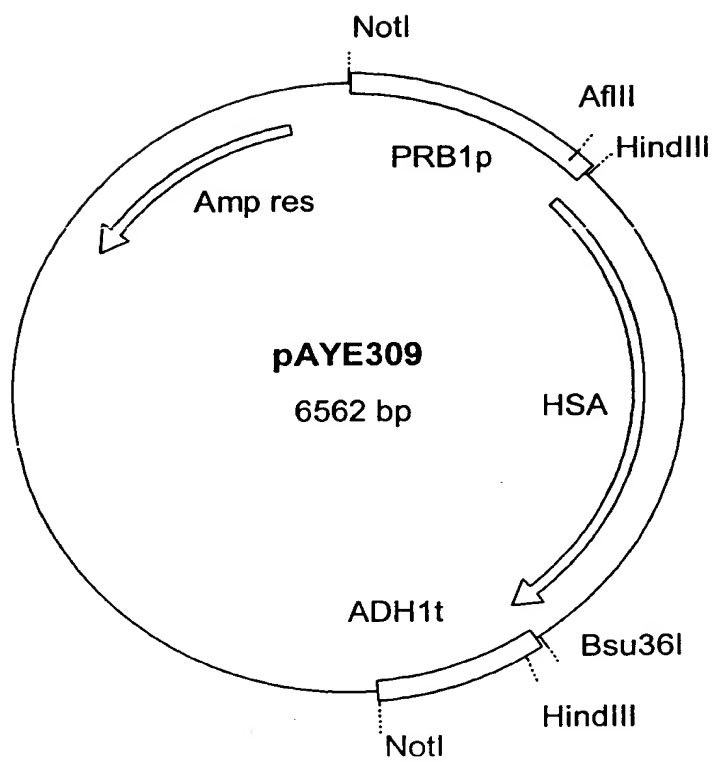 NotI
AflII
HindIII
PRB1p
Amp res
pAYE309
6562 bp
HSA
ADH1t
Bsu36I
HindIII
NotI